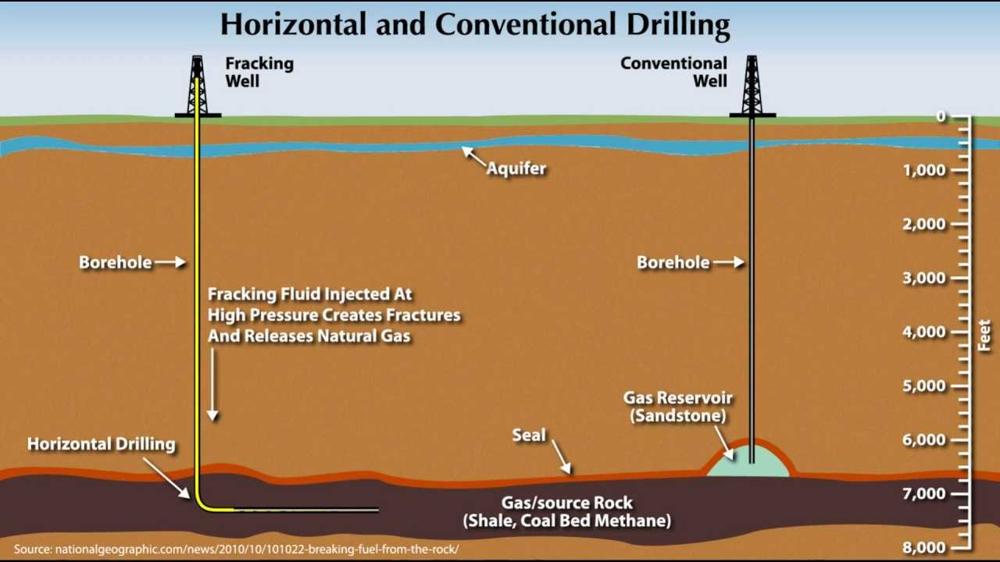 Horizontal and Conventional Drilling
Fracking
Well
Conventional
Well
0
Aquifer
1,000
2,000
Borehole
Borehole
3,000
Fracking Fluid Injected At
High Pressure Creates Fractures
And Releases Natural Gas
4,000
Feet
5,000
Gas Reservoir
(Sandstone)
Seal
6,000
Horizontal Drilling
7,000
Gas/source Rock
(Shale, Coal Bed Methane)
8,000
Source: nationalgeographic.com/news/2010/10/101022-breaking-fuel-from-the-rock/